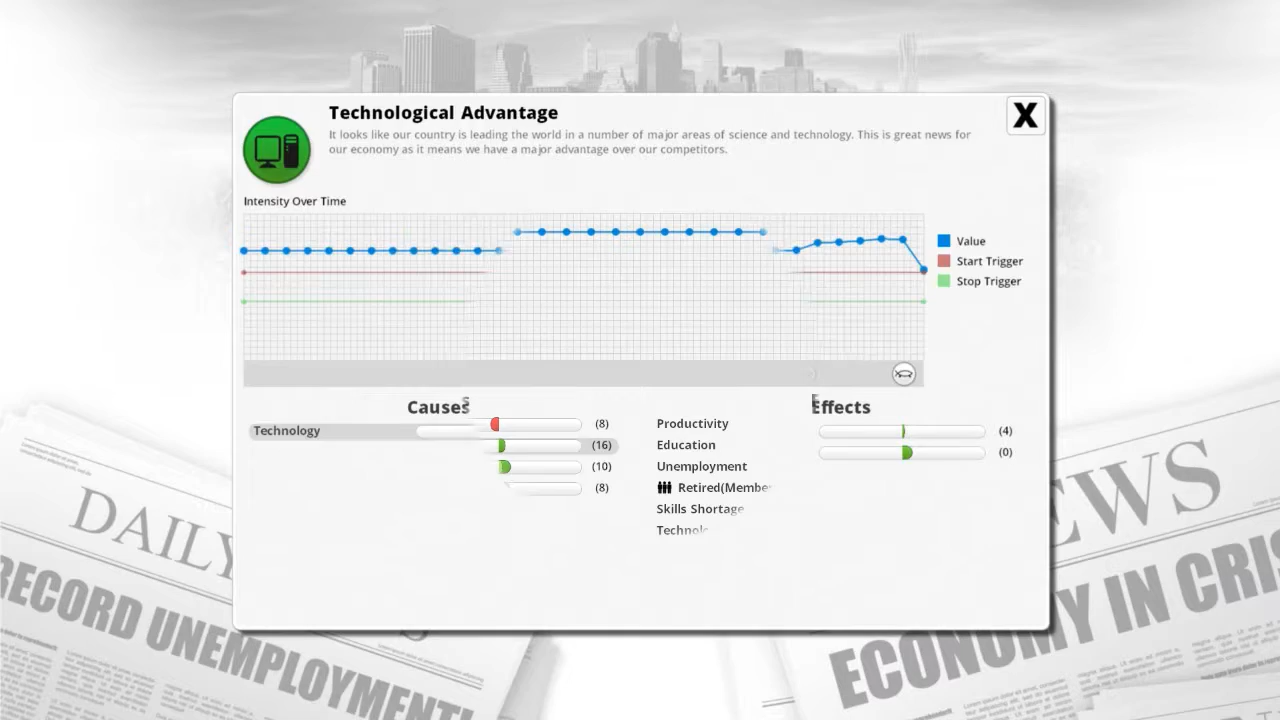 Technological Advantage
X
It looks like our country is leading the world in a number of major areas of science and technology. This is great news for
our economy as it means we have a major advantage over our competitors.
Intensity Over Time
Value
Start Trigger
Stop Trigger
Causes
Effects
Technology
(8)
(16)
(10)
(8)
Productivity
Education
Unemployment
Retired(Membe
Skills Shortage
(4)
(0)
DAILY
RECORD UNEMPLOYMENT!
EWS
ECONOMY IN CRIS